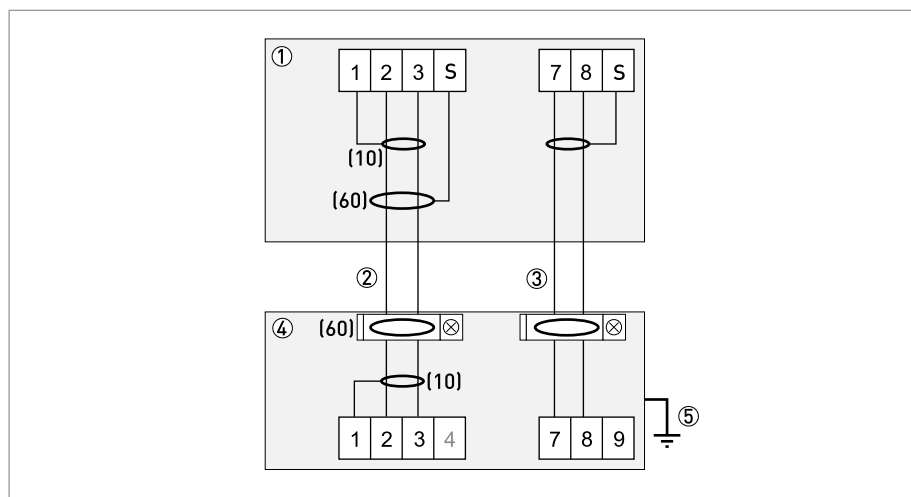 ① 1 2 3 S 7 8 S
(10)
(60)
② ③
④ (60) ⊗ ⊗
(10)
⑤
1 2 3 4 7 8 9